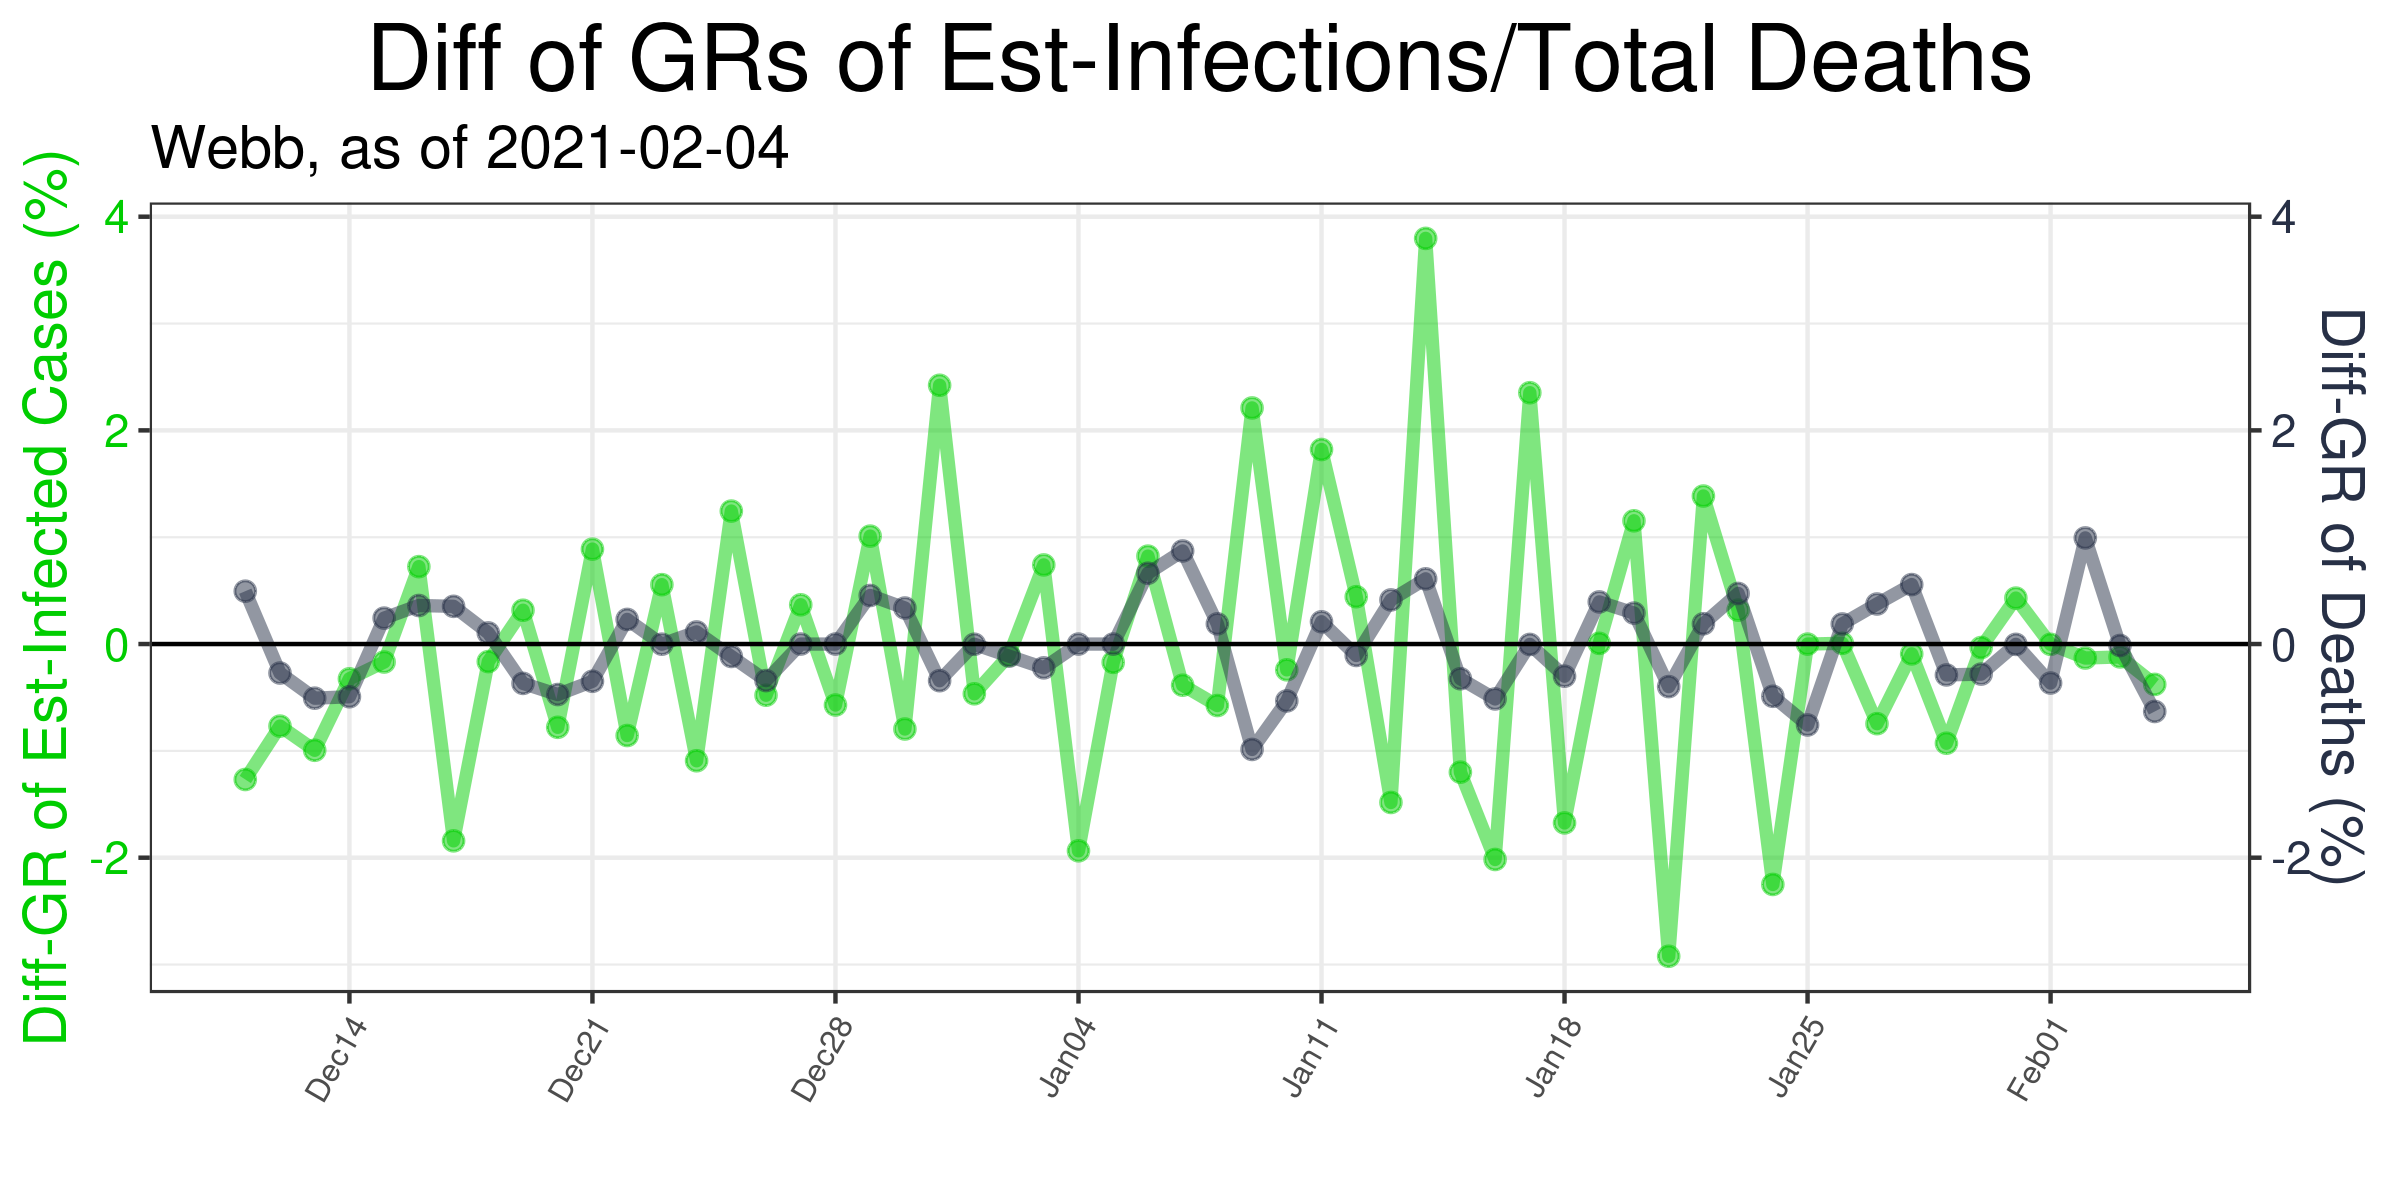 Diff of GRs of Est-Infections/Total Deaths
Webb, as of 2021-02-04
Diff-GR of Est-Infected Cases (%)
4
2
0
-2
4
2
0
-2
Diff-GR of Deaths (%)
Dec14
Dec21
Dec28
Jan04
Jan11
Jan18
Jan25
Feb01